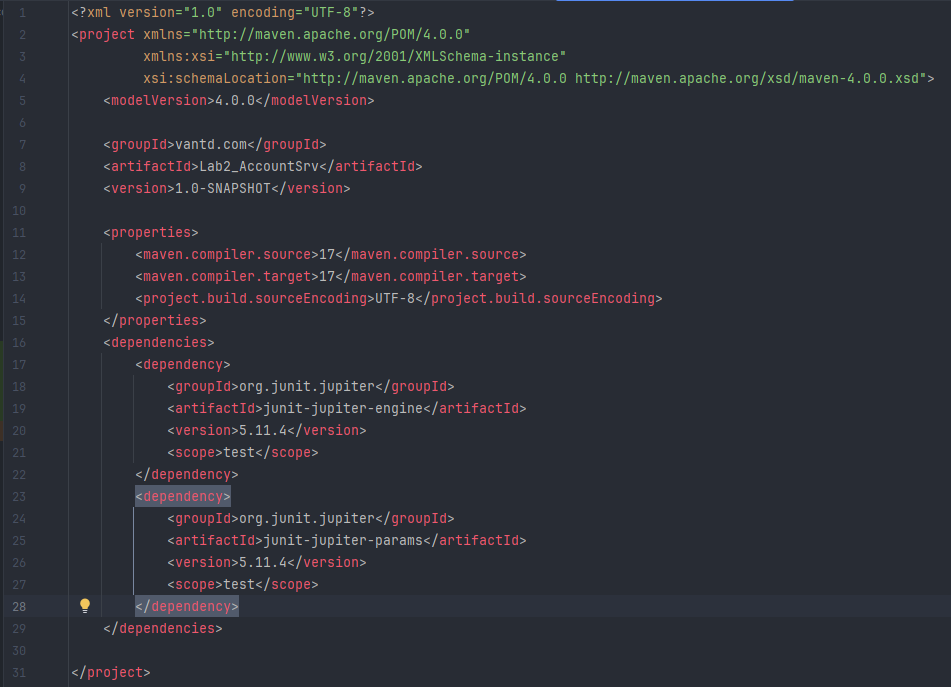 1 <?xml version="1.0" encoding="UTF-8"?>
2 <project xmlns="http://maven.apache.org/POM/4.0.0"
3 xmlns:xsi="http://www.w3.org/2001/XMLSchema-instance"
4 xsi:schemaLocation="http://maven.apache.org/POM/4.0.0 http://maven.apache.org/xsd/maven-4.0.0.xsd">
5 <modelVersion>4.0.0</modelVersion>
6
7 <groupId>vantd.com</groupId>
8 <artifactId>Lab2_AccountSrv</artifactId>
9 <version>1.0-SNAPSHOT</version>
10
11 <properties>
12 <maven.compiler.source>17</maven.compiler.source>
13 <maven.compiler.target>17</maven.compiler.target>
14 <project.build.sourceEncoding>UTF-8</project.build.sourceEncoding>
15 </properties>
16 <dependencies>
17 <dependency>
18 <groupId>org.junit.jupiter</groupId>
19 <artifactId>junit-jupiter-engine</artifactId>
20 <version>5.11.4</version>
21 <scope>test</scope>
22 </dependency>
23 <dependency>
24 <groupId>org.junit.jupiter</groupId>
25 <artifactId>junit-jupiter-params</artifactId>
26 <version>5.11.4</version>
27 <scope>test</scope>
28 </dependency>
29 </dependencies>
30
31 </project>